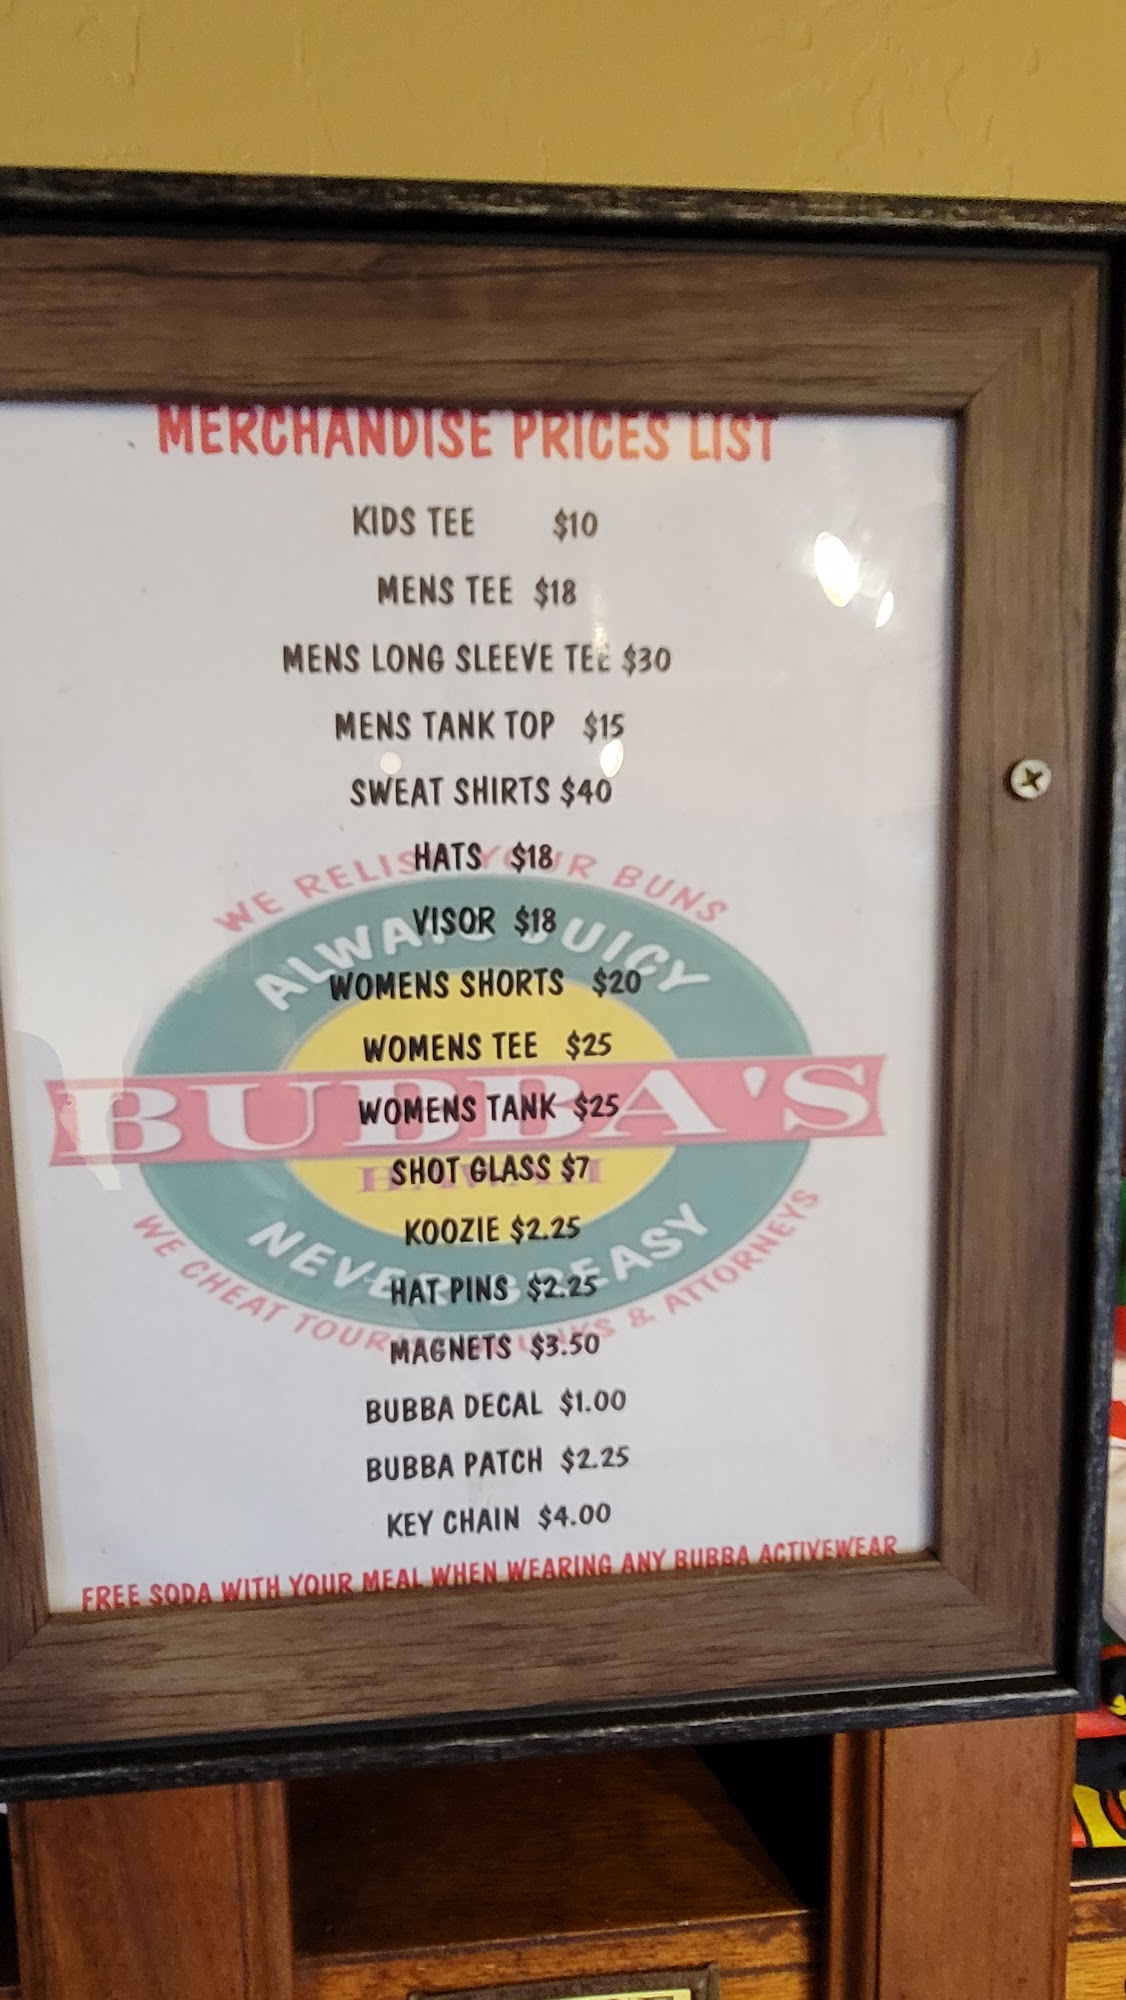 MERCHANDISE PRICES LIST
KIDS TEE $10
MENS TEE $18
MENS LONG SLEEVE TEE $30
MENS TANK TOP $15
SWEAT SHIRTS $40
HATS $18
VISOR $18
WOMENS SHORTS $20
WOMENS TEE $25
WOMENS TANK $25
SHOT GLASS $7
KOOZIE $2.25
HAT PINS $2.25
MAGNETS $3.50
BUBBA DECAL $1.00
BUBBA PATCH $2.25
KEY CHAIN $4.00
FREE SODA WITH YOUR MEAL WHEN WEARING ANY BUBBA ACTIVEWEAR
WE RELISH YOUR BUNS
ALWAYS JUICY
BUBBA'S
HAWAII
NEVER GREASY
WE CHEAT & ATTORNEYS